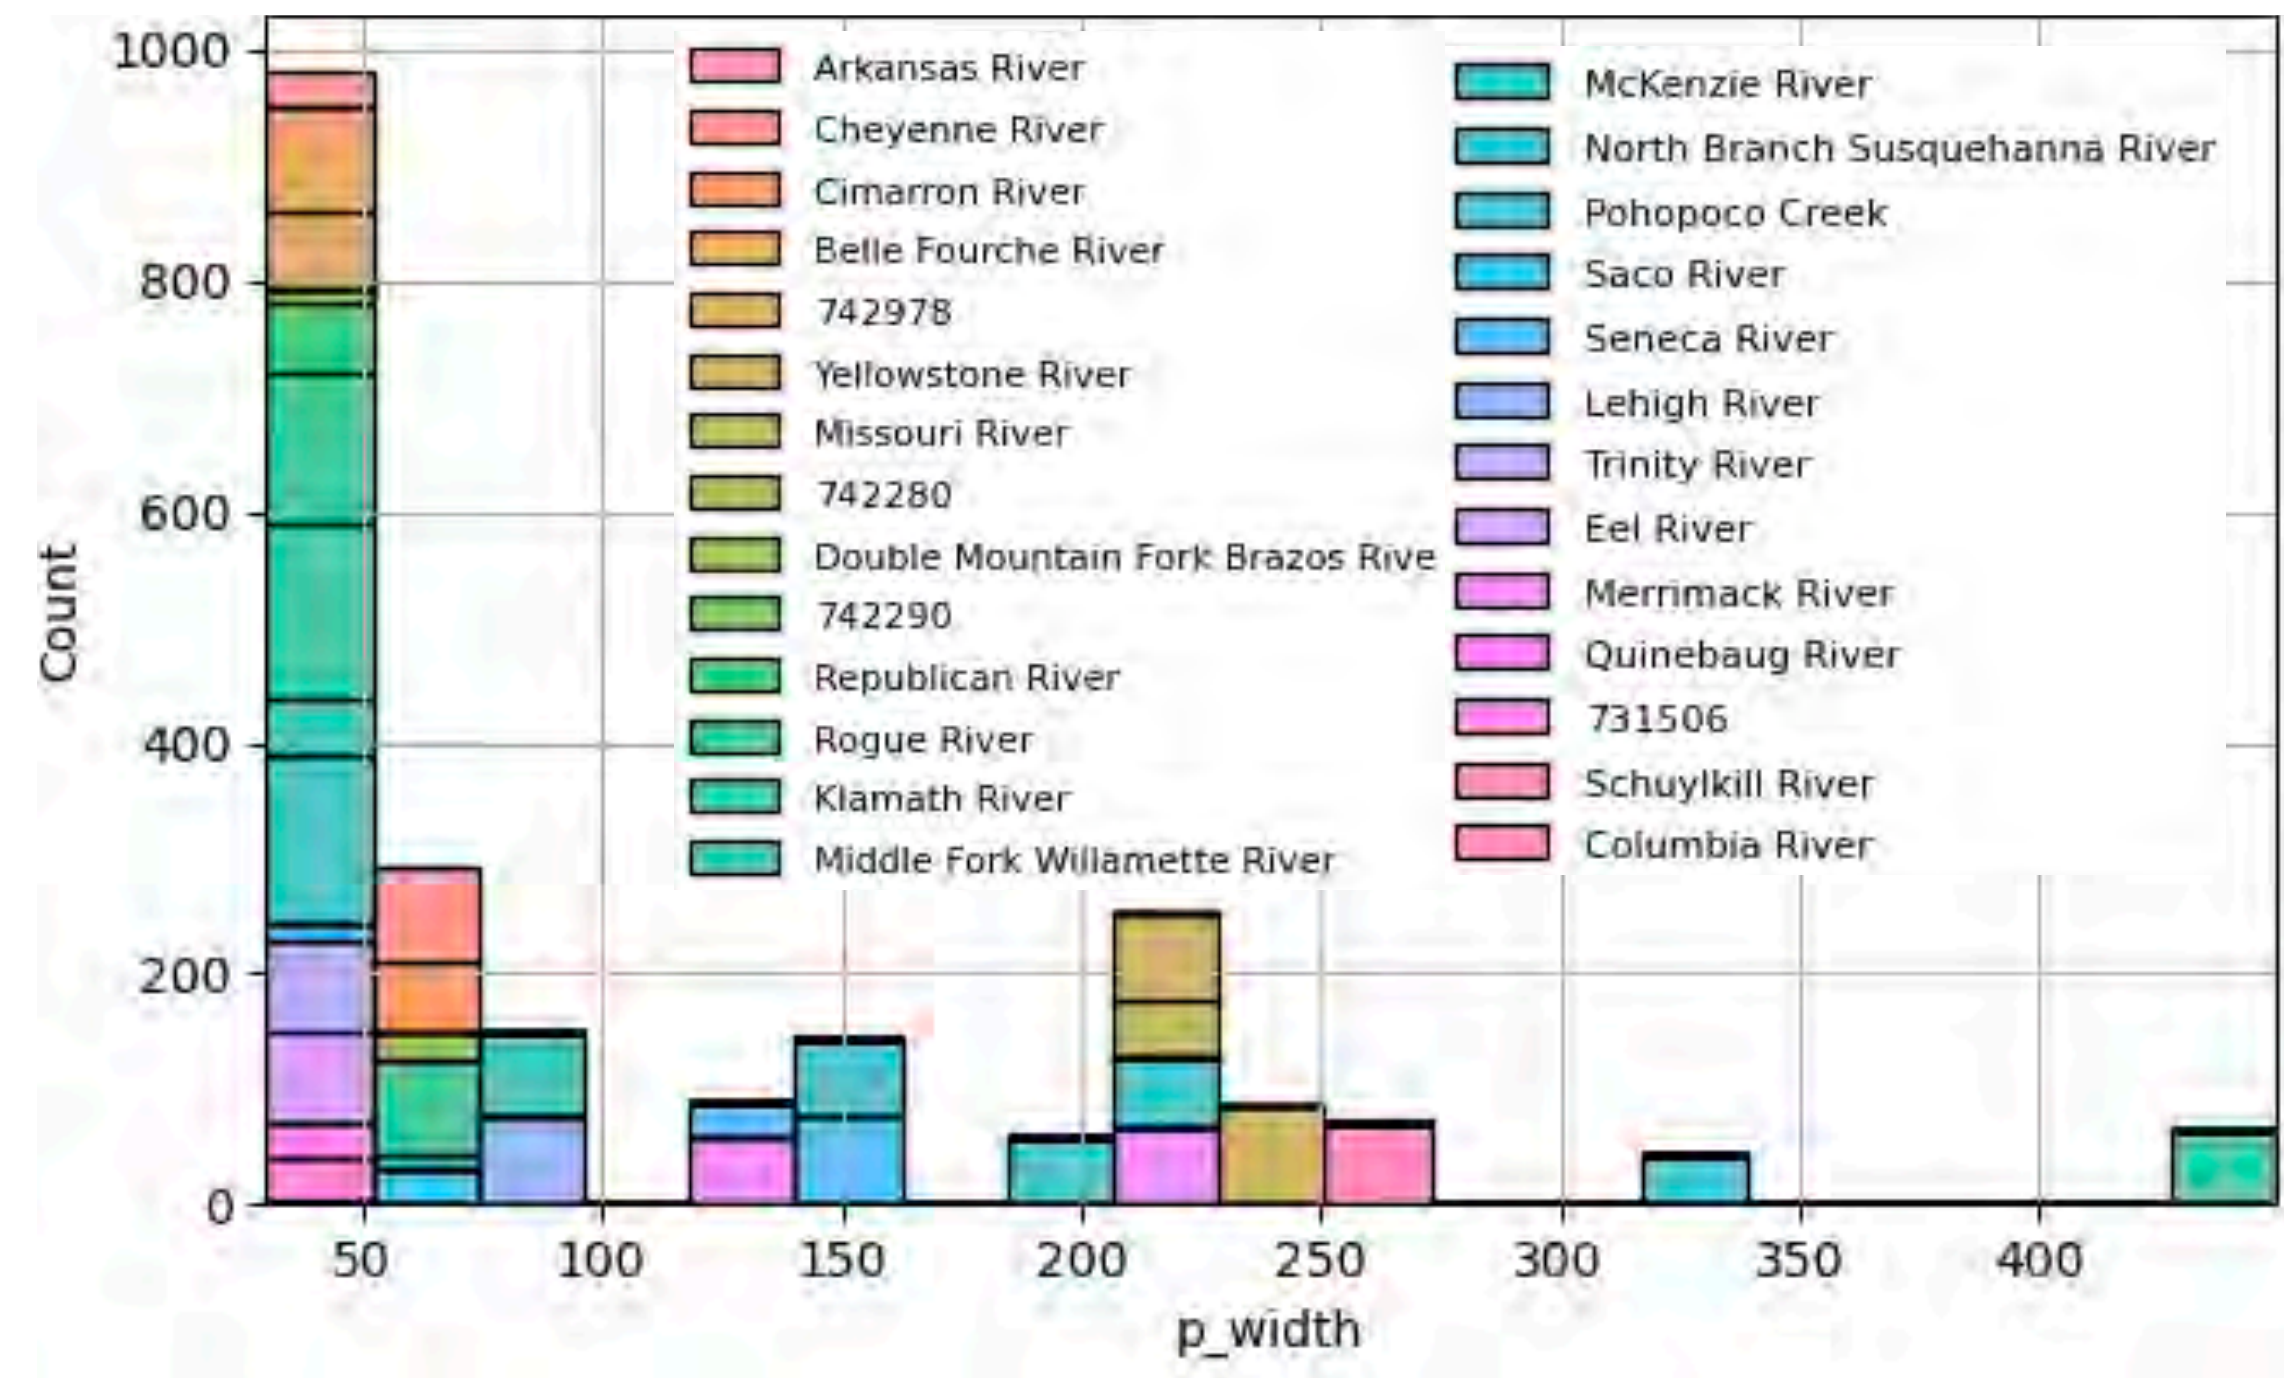 1000
800
600
400
200
0
Count
Arkansas River
Cheyenne River
Cimarron River
Belle Fourche River
742978
Yellowstone River
Missouri River
742280
Double Mountain Fork Brazos Rive
742290
Republican River
Rogue River
Klamath River
Middle Fork Willamette River
McKenzie River
North Branch Susquehanna River
Pohopoco Creek
Saco River
Seneca River
Lehigh River
Trinity River
Eel River
Merrimack River
Quinebaug River
731506
Schuylkill River
Columbia River
50 100 150 200 250 300 350 400
p_width